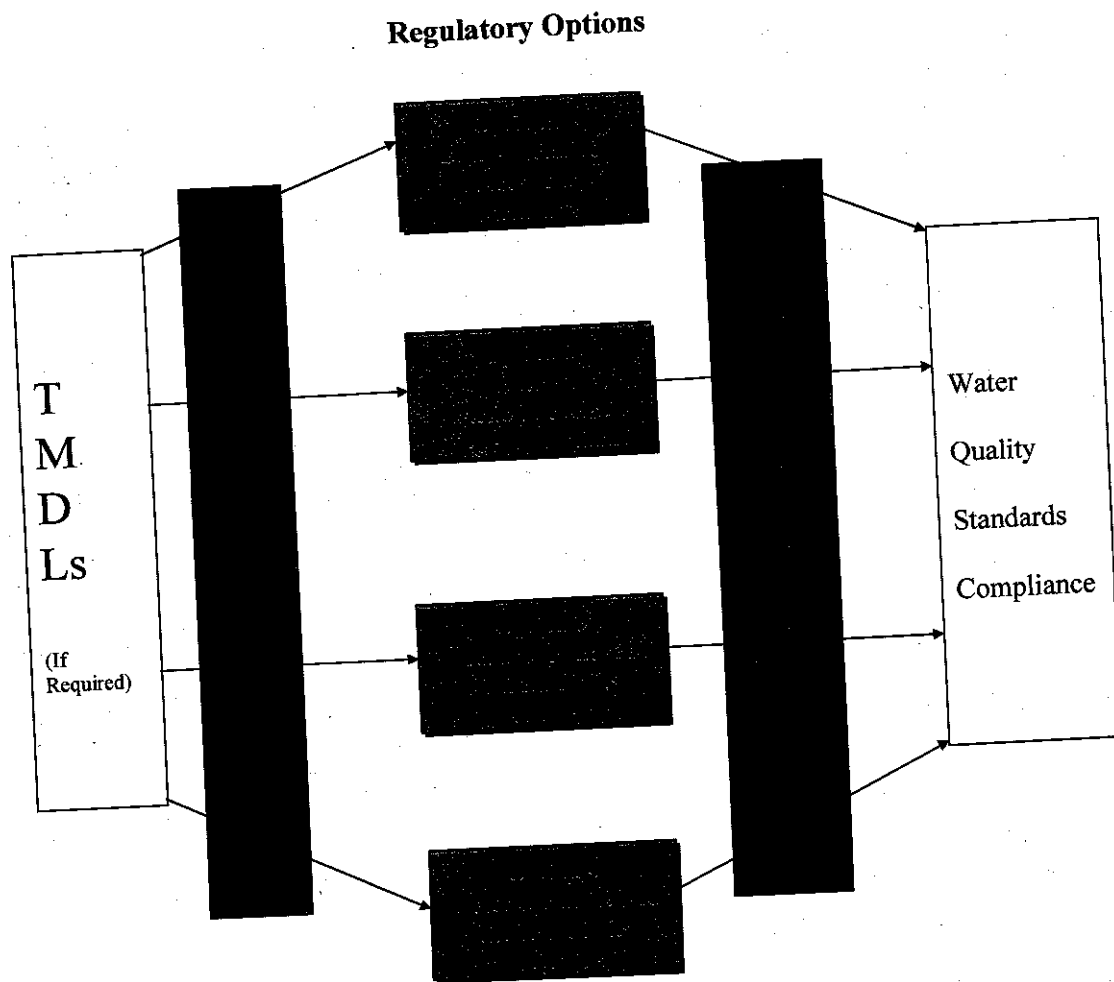 Regulatory Options
T
M
D
Ls
(If
Required)
Water
Quality
Standards
Compliance